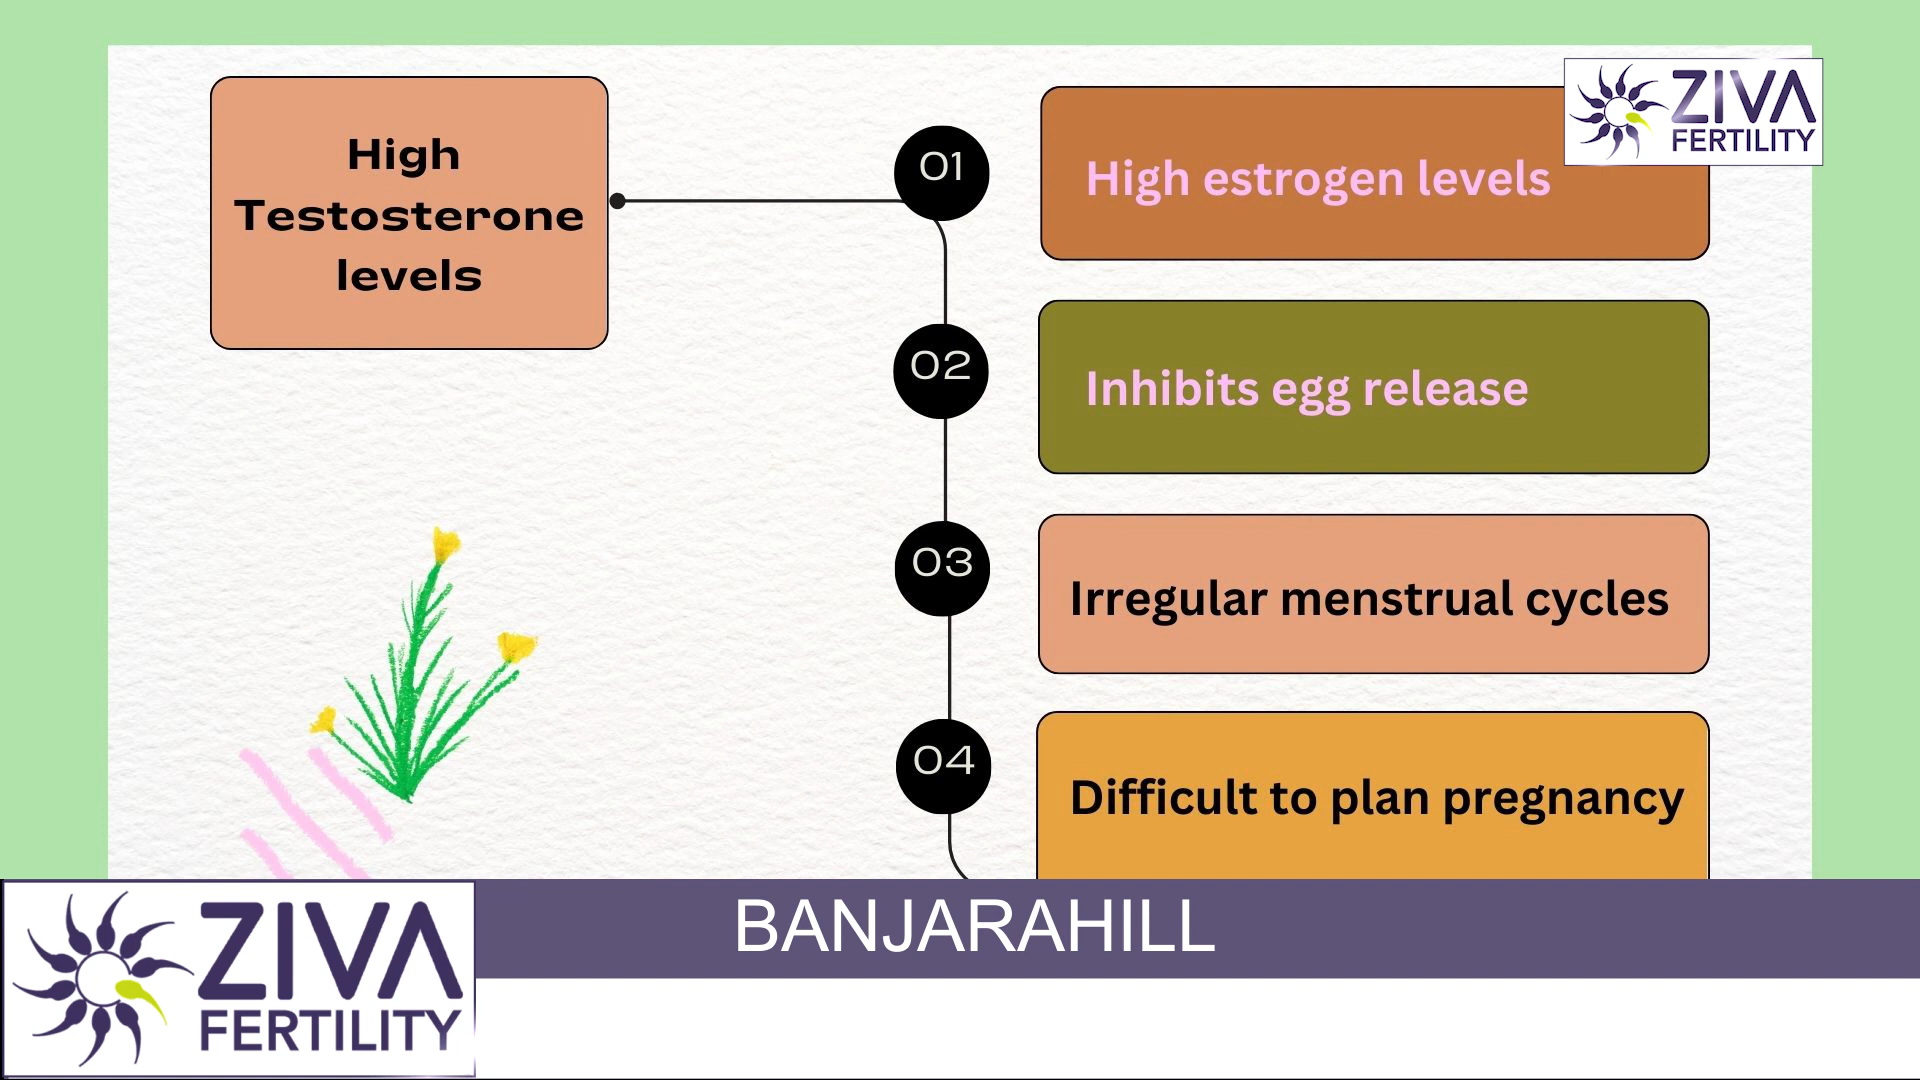 High
Testosterone
levels
01
High estrogen levels
ZIVA
FERTILITY
02
Inhibits egg release
03
Irregular menstrual cycles
04
Difficult to plan pregnancy
BANJARAHILL
ZIVA
FERTILITY